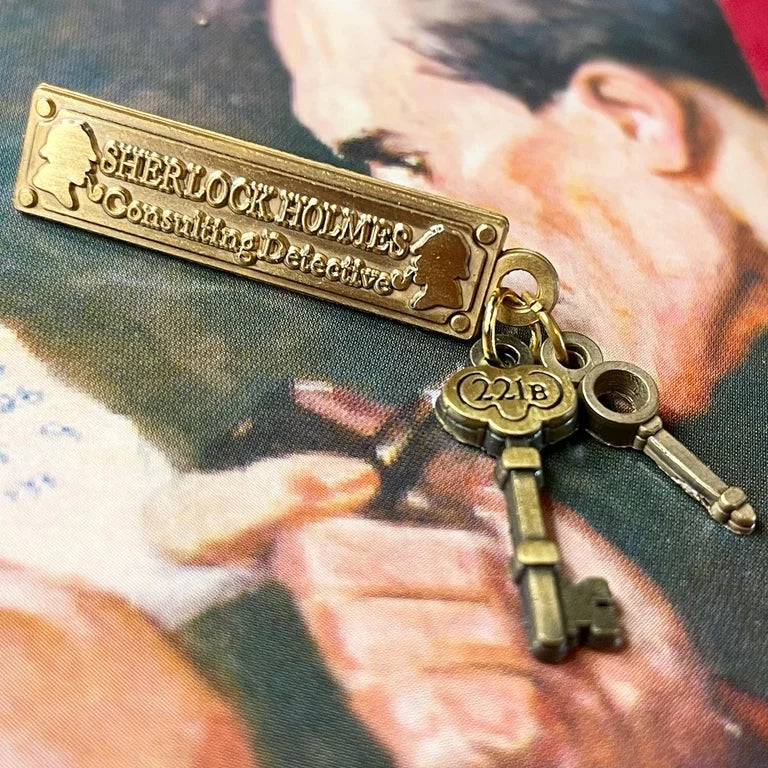 SHERLOCK HOLMES
Consulting Detective
221B